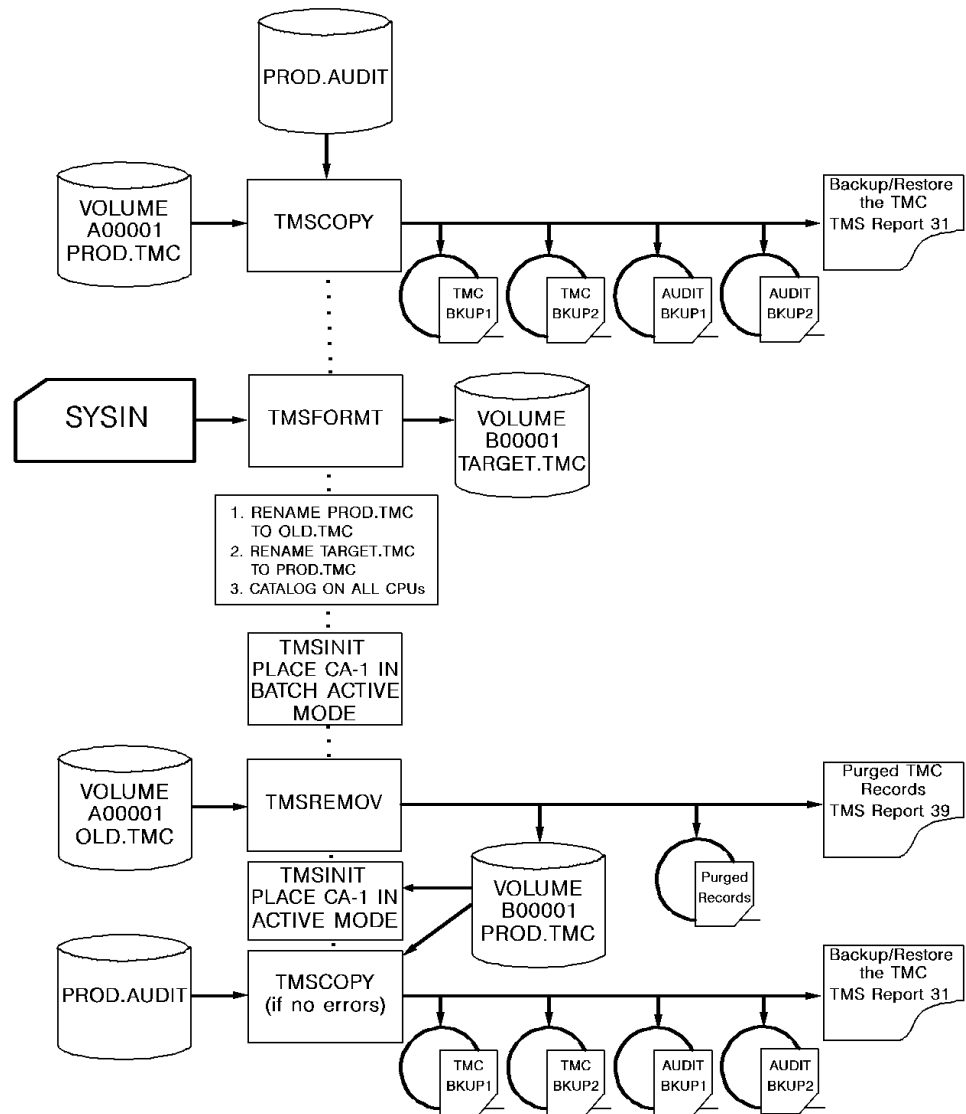 PROD.AUDIT
VOLUME
A00001
PROD.TMC
TMSCOPY
Backup/Restore
the TMC
TMS Report 31
TMC
BKUP1
TMC
BKUP2
AUDIT
BKUP1
AUDIT
BKUP2
SYSIN
TMSFORMT
VOLUME
B00001
TARGET.TMC
1. RENAME PROD.TMC
TO OLD.TMC
2. RENAME TARGET.TMC
TO PROD.TMC
3. CATALOG ON ALL CPUs
TMSINIT
PLACE CA-1 IN
BATCH ACTIVE
MODE
VOLUME
A00001
OLD.TMC
TMSREMOV
Purged TMC
Records
TMS Report 39
TMSINIT
PLACE CA-1 IN
ACTIVE MODE
VOLUME
B00001
PROD.TMC
Purged
Records
PROD.AUDIT
TMSCOPY
(if no errors)
Backup/Restore
the TMC
TMS Report 31
TMC
BKUP1
TMC
BKUP2
AUDIT
BKUP1
AUDIT
BKUP2